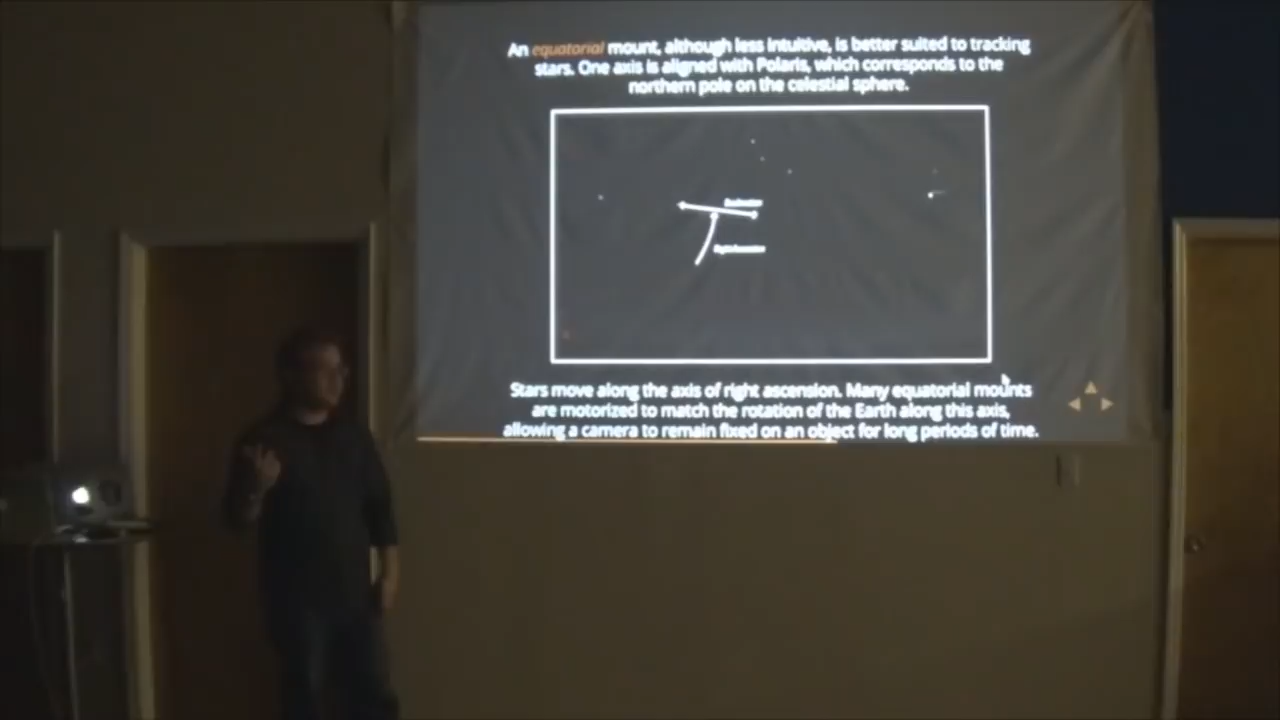 An equatorial mount, although less intuitive, is better suited to tracking
stars. One axis is aligned with Polaris, which corresponds to the
northern pole on the celestial sphere.
Declination
Right Ascension
Stars move along the axis of right ascension. Many equatorial mounts
are motorized to match the rotation of the Earth along this axis,
allowing a camera to remain fixed on an object for long periods of time.